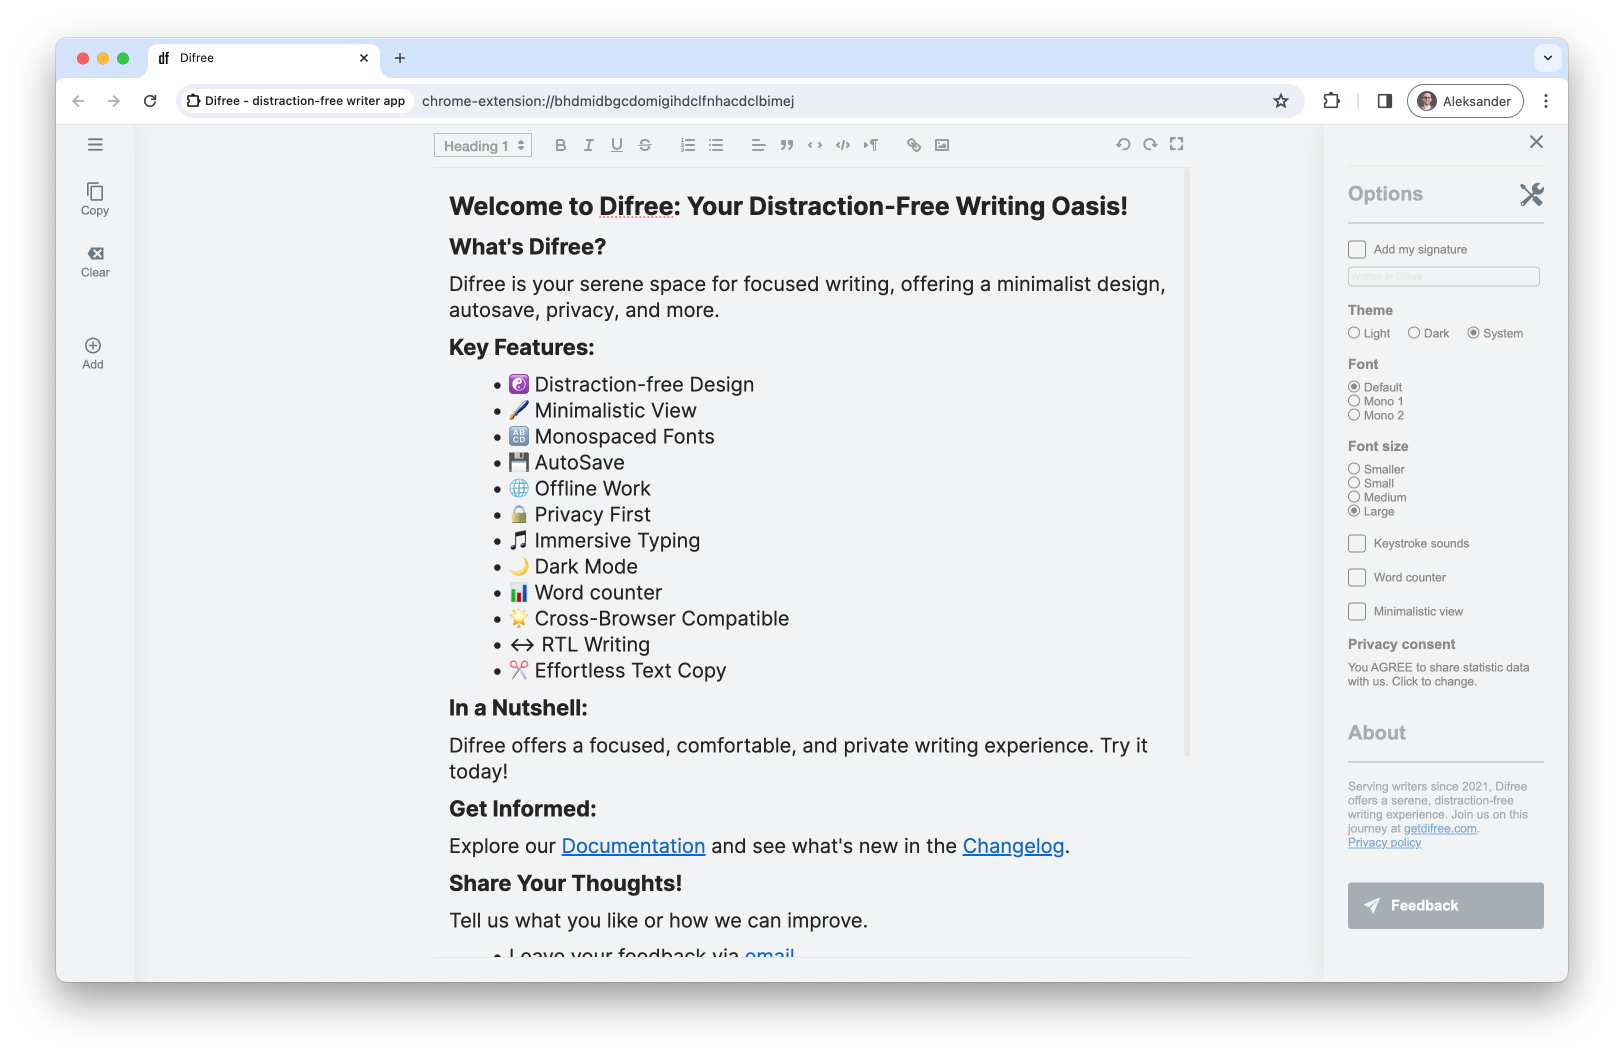 df Difree
Difree - distraction-free writer app chrome-extension://bhdmidbgcdomigihdclfnhacdclbimej Aleksander
Copy
Clear
Add
Heading 1 B I U S
Welcome to Difree: Your Distraction-Free Writing Oasis!
What's Difree?
Difree is your serene space for focused writing, offering a minimalist design,
autosave, privacy, and more.
Key Features:
• ☯️ Distraction-free Design
• 🖌️ Minimalistic View
• 🔠 Monospaced Fonts
• 💾 AutoSave
• 🌐 Offline Work
• 🔒 Privacy First
• 🎵 Immersive Typing
• 🌙 Dark Mode
• 📊 Word counter
• 🌟 Cross-Browser Compatible
• ↔ RTL Writing
• ✂️ Effortless Text Copy
In a Nutshell:
Difree offers a focused, comfortable, and private writing experience. Try it
today!
Get Informed:
Explore our Documentation and see what's new in the Changelog.
Share Your Thoughts!
Tell us what you like or how we can improve.
• Leave your feedback via email
Options
Add my signature
Written in Difree
Theme
Light Dark System
Font
Default
Mono 1
Mono 2
Font size
Smaller
Small
Medium
Large
Keystroke sounds
Word counter
Minimalistic view
Privacy consent
You AGREE to share statistic data
with us. Click to change.
About
Serving writers since 2021, Difree
offers a serene, distraction-free
writing experience. Join us on this
journey at getdifree.com.
Privacy policy
Feedback